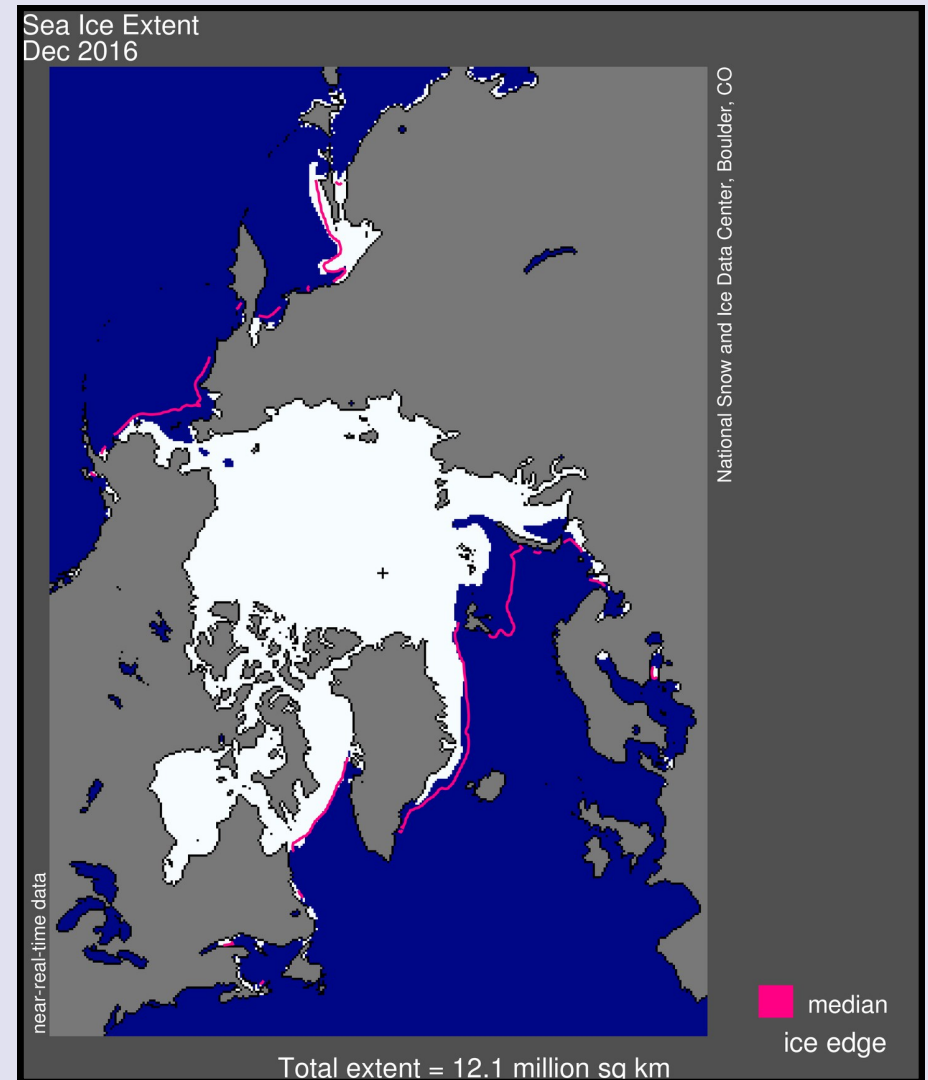 Sea Ice Extent
Dec 2016
National Snow and Ice Data Center, Boulder, CO
near-real-time data
median
ice edge
Total extent = 12.1 million sq km